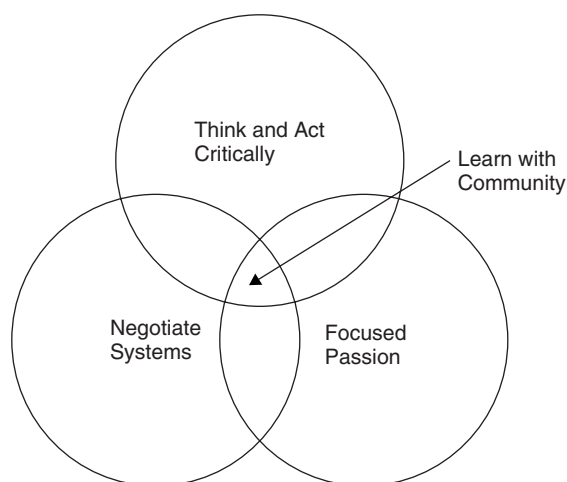 Think and Act
Critically
Learn with
Community
Negotiate
Systems
Focused
Passion